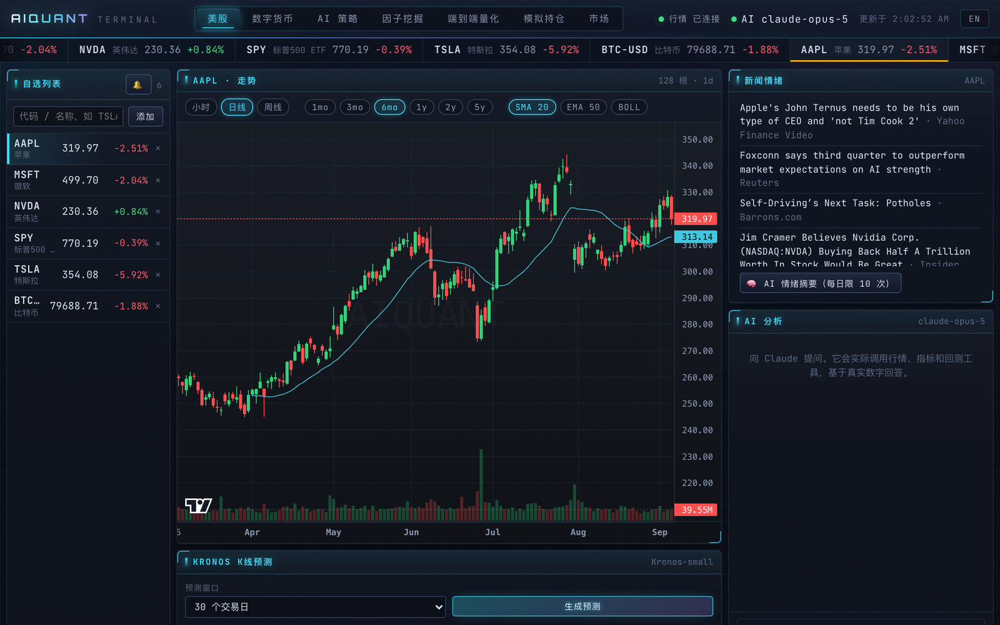 AIQUANT TERMINAL
美股 数字货币 AI 策略 因子挖掘 端到端量化 模拟持仓 市场
行情 已连接 AI claude-opus-5 更新于 2:02:52 AM EN
70 -2.04% NVDA 英伟达 230.36 +0.84% SPY 标普500 ETF 770.19 -0.39% TSLA 特斯拉 354.08 -5.92% BTC-USD 比特币 79688.71 -1.88% AAPL 苹果 319.97 -2.51% MSFT
自选列表 6
代码 / 名称, 如 TSLA 添加
AAPL 319.97 -2.51% ×
苹果
MSFT 499.70 -2.04% ×
微软
NVDA 230.36 +0.84% ×
英伟达
SPY 770.19 -0.39% ×
标普500 …
TSLA 354.08 -5.92% ×
特斯拉
BTC… 79688.71 -1.88% ×
比特币
AAPL · 走势 128 根 · 1d
小时 日线 周线 1mo 3mo 6mo 1y 2y 5y SMA 20 EMA 50 BOLL
AIQUANT
350.00
340.00
330.00
319.97
313.14
310.00
300.00
290.00
280.00
270.00
260.00
250.00
240.00
230.00
220.00
39.55M
5 Apr May Jun Jul Aug Sep
KRONOS K线预测 Kronos-small
预测窗口
30 个交易日 生成预测
新闻情绪 AAPL
Apple's John Ternus needs to be his own
type of CEO and 'not Tim Cook 2' · Yahoo
Finance Video
Foxconn says third quarter to outperform
market expectations on AI strength ·
Reuters
Self-Driving’s Next Task: Potholes ·
Barrons.com
Jim Cramer Believes Nvidia Corp.
(NASDAQ:NVDA) Buying Back Half A Trillion
Worth In Stock Would Be Great · Insider
AI 情绪摘要 (每日限 10 次)
AI 分析 claude-opus-5
向 Claude 提问。它会实际调用行情、指标和回测工
具，基于真实数字回答。